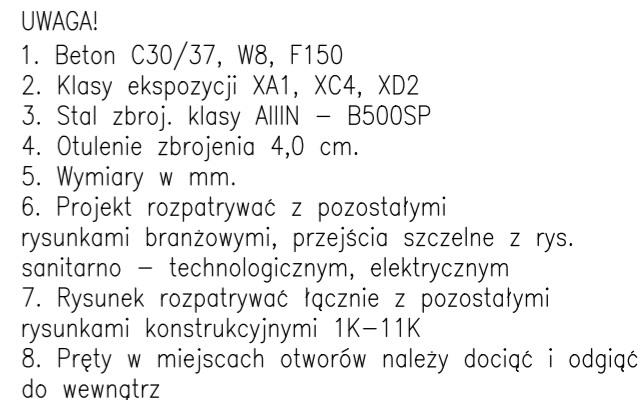 UWAGA!
1. Beton C30/37, W8, F150
2. Klasy ekspozycji XA1, XC4, XD2
3. Stal zbroj. klasy AIIIN – B500SP
4. Otulenie zbrojenia 4,0 cm.
5. Wymiary w mm.
6. Projekt rozpatrywać z pozostałymi
rysunkami branżowymi, przejścia szczelne z rys.
sanitarno – technologicznym, elektrycznym
7. Rysunek rozpatrywać łącznie z pozostałymi
rysunkami konstrukcyjnymi 1K–11K
8. Pręty w miejscach otworów należy dociąć i odgiąć
do wewnątrz